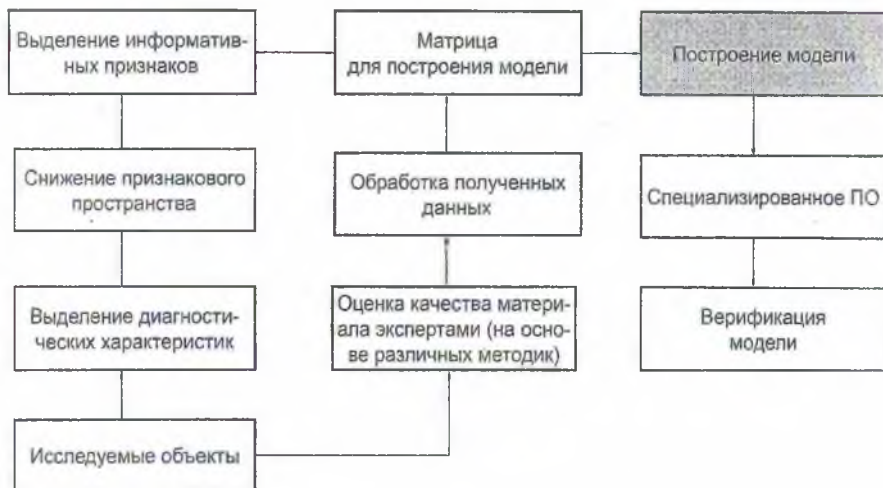 Выделение информатив-
ных признаков
Матрица
для построения модели
Построение модели
Снижение признакового
пространства
Обработка полученных
данных
Специализированное ПО
Выделение диагности-
ических характеристик
Оценка качества матери-
ала экспертами (на осно-
ве различных методик)
Верификация
модели
Исследуемые объекты